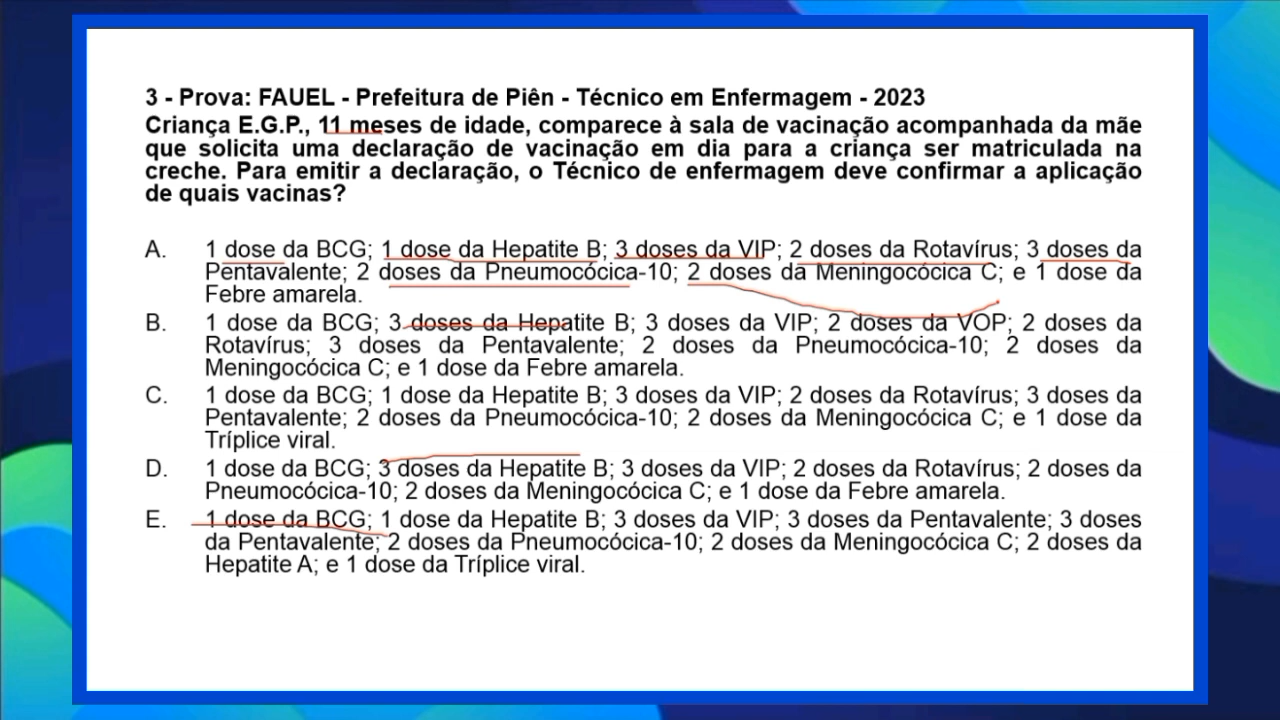 3 - Prova: FAUEL - Prefeitura de Piên - Técnico em Enfermagem - 2023
Criança E.G.P., 11 meses de idade, comparece à sala de vacinação acompanhada da mãe
que solicita uma declaração de vacinação em dia para a criança ser matriculada na
creche. Para emitir a declaração, o Técnico de enfermagem deve confirmar a aplicação
de quais vacinas?
A. 1 dose da BCG; 1 dose da Hepatite B; 3 doses da VIP; 2 doses da Rotavírus; 3 doses da
Pentavalente; 2 doses da Pneumocócica-10; 2 doses da Meningocócica C; e 1 dose da
Febre amarela.
B. 1 dose da BCG; 3 doses da Hepatite B; 3 doses da VIP; 2 doses da VOP; 2 doses da
Rotavírus; 3 doses da Pentavalente; 2 doses da Pneumocócica-10; 2 doses da
Meningocócica C; e 1 dose da Febre amarela.
C. 1 dose da BCG; 1 dose da Hepatite B; 3 doses da VIP; 2 doses da Rotavírus; 3 doses da
Pentavalente; 2 doses da Pneumocócica-10; 2 doses da Meningocócica C; e 1 dose da
Tríplice viral.
D. 1 dose da BCG; 3 doses da Hepatite B; 3 doses da VIP; 2 doses da Rotavírus; 2 doses da
Pneumocócica-10; 2 doses da Meningocócica C; e 1 dose da Febre amarela.
E. 1 dose da BCG; 1 dose da Hepatite B; 3 doses da VIP; 3 doses da Pentavalente; 3 doses
da Pentavalente; 2 doses da Pneumocócica-10; 2 doses da Meningocócica C; 2 doses da
Hepatite A; e 1 dose da Tríplice viral.